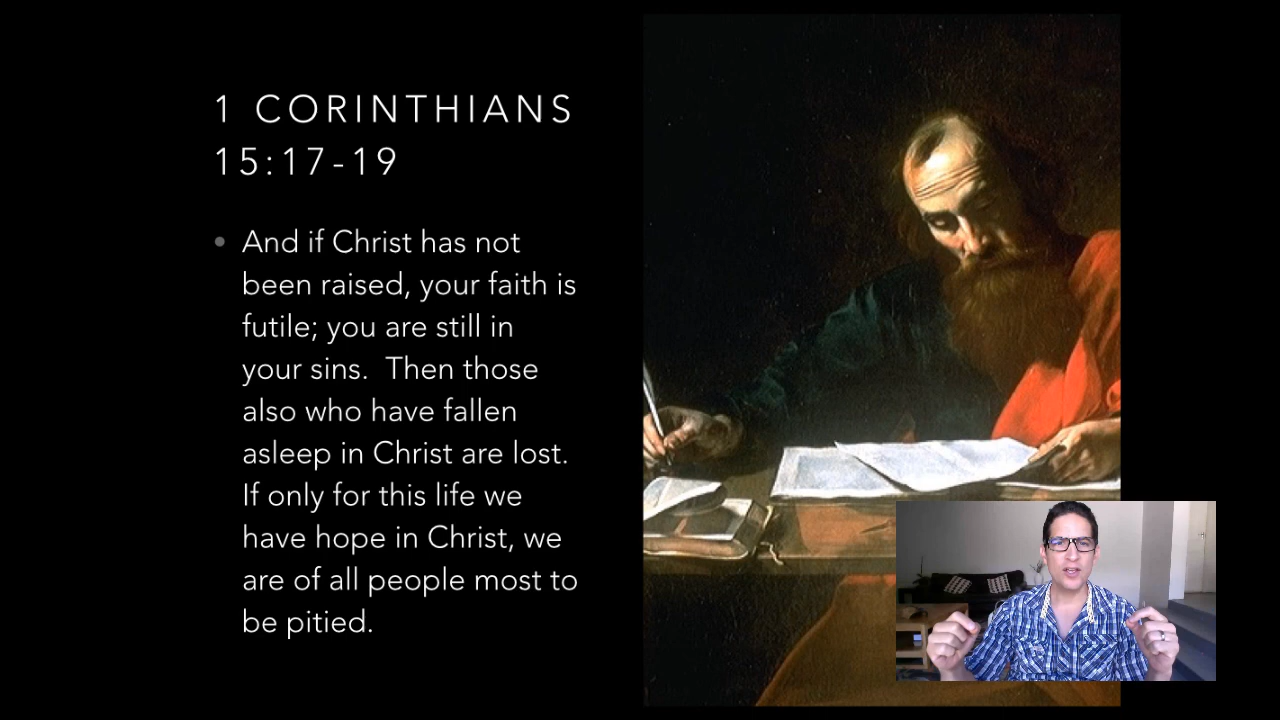 1 CORINTHIANS
15:17-19
• And if Christ has not
been raised, your faith is
futile; you are still in
your sins.  Then those
also who have fallen
asleep in Christ are lost.
If only for this life we
have hope in Christ, we
are of all people most to
be pitied.